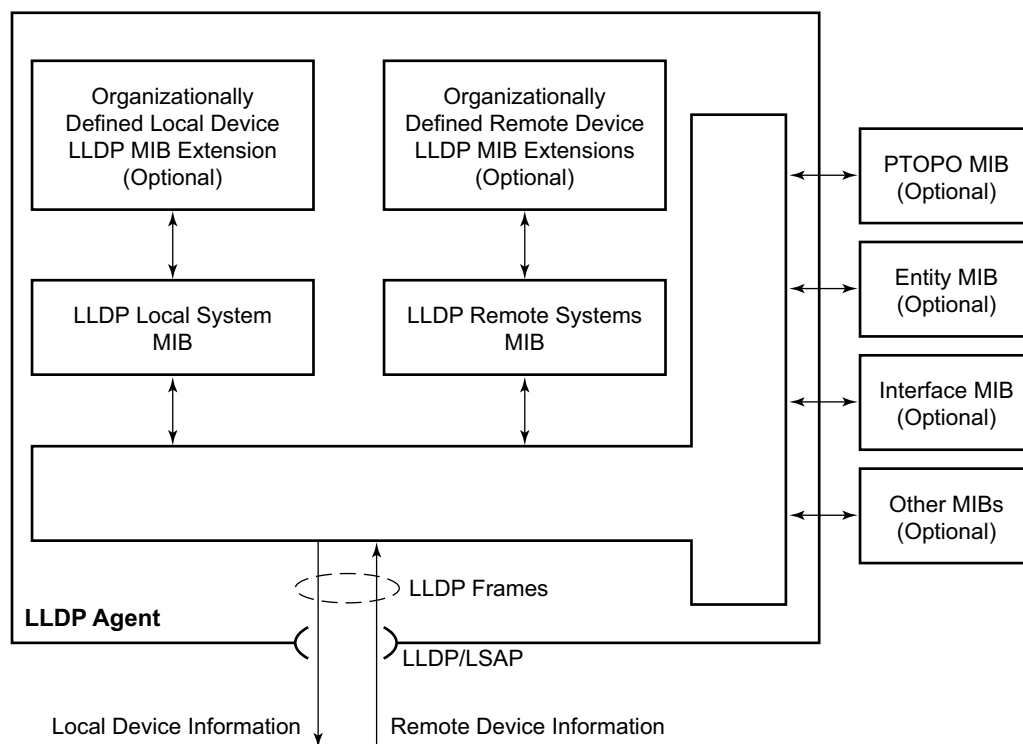 Organizationally
Defined Local Device
LLDP MIB Extension
(Optional)
Organizationally
Defined Remote Device
LLDP MIB Extensions
(Optional)
PTOPO MIB
(Optional)
LLDP Local System
MIB
LLDP Remote Systems
MIB
Entity MIB
(Optional)
Interface MIB
(Optional)
Other MIBs
(Optional)
LLDP Frames
LLDP Agent
LLDP/LSAP
Local Device Information
Remote Device Information